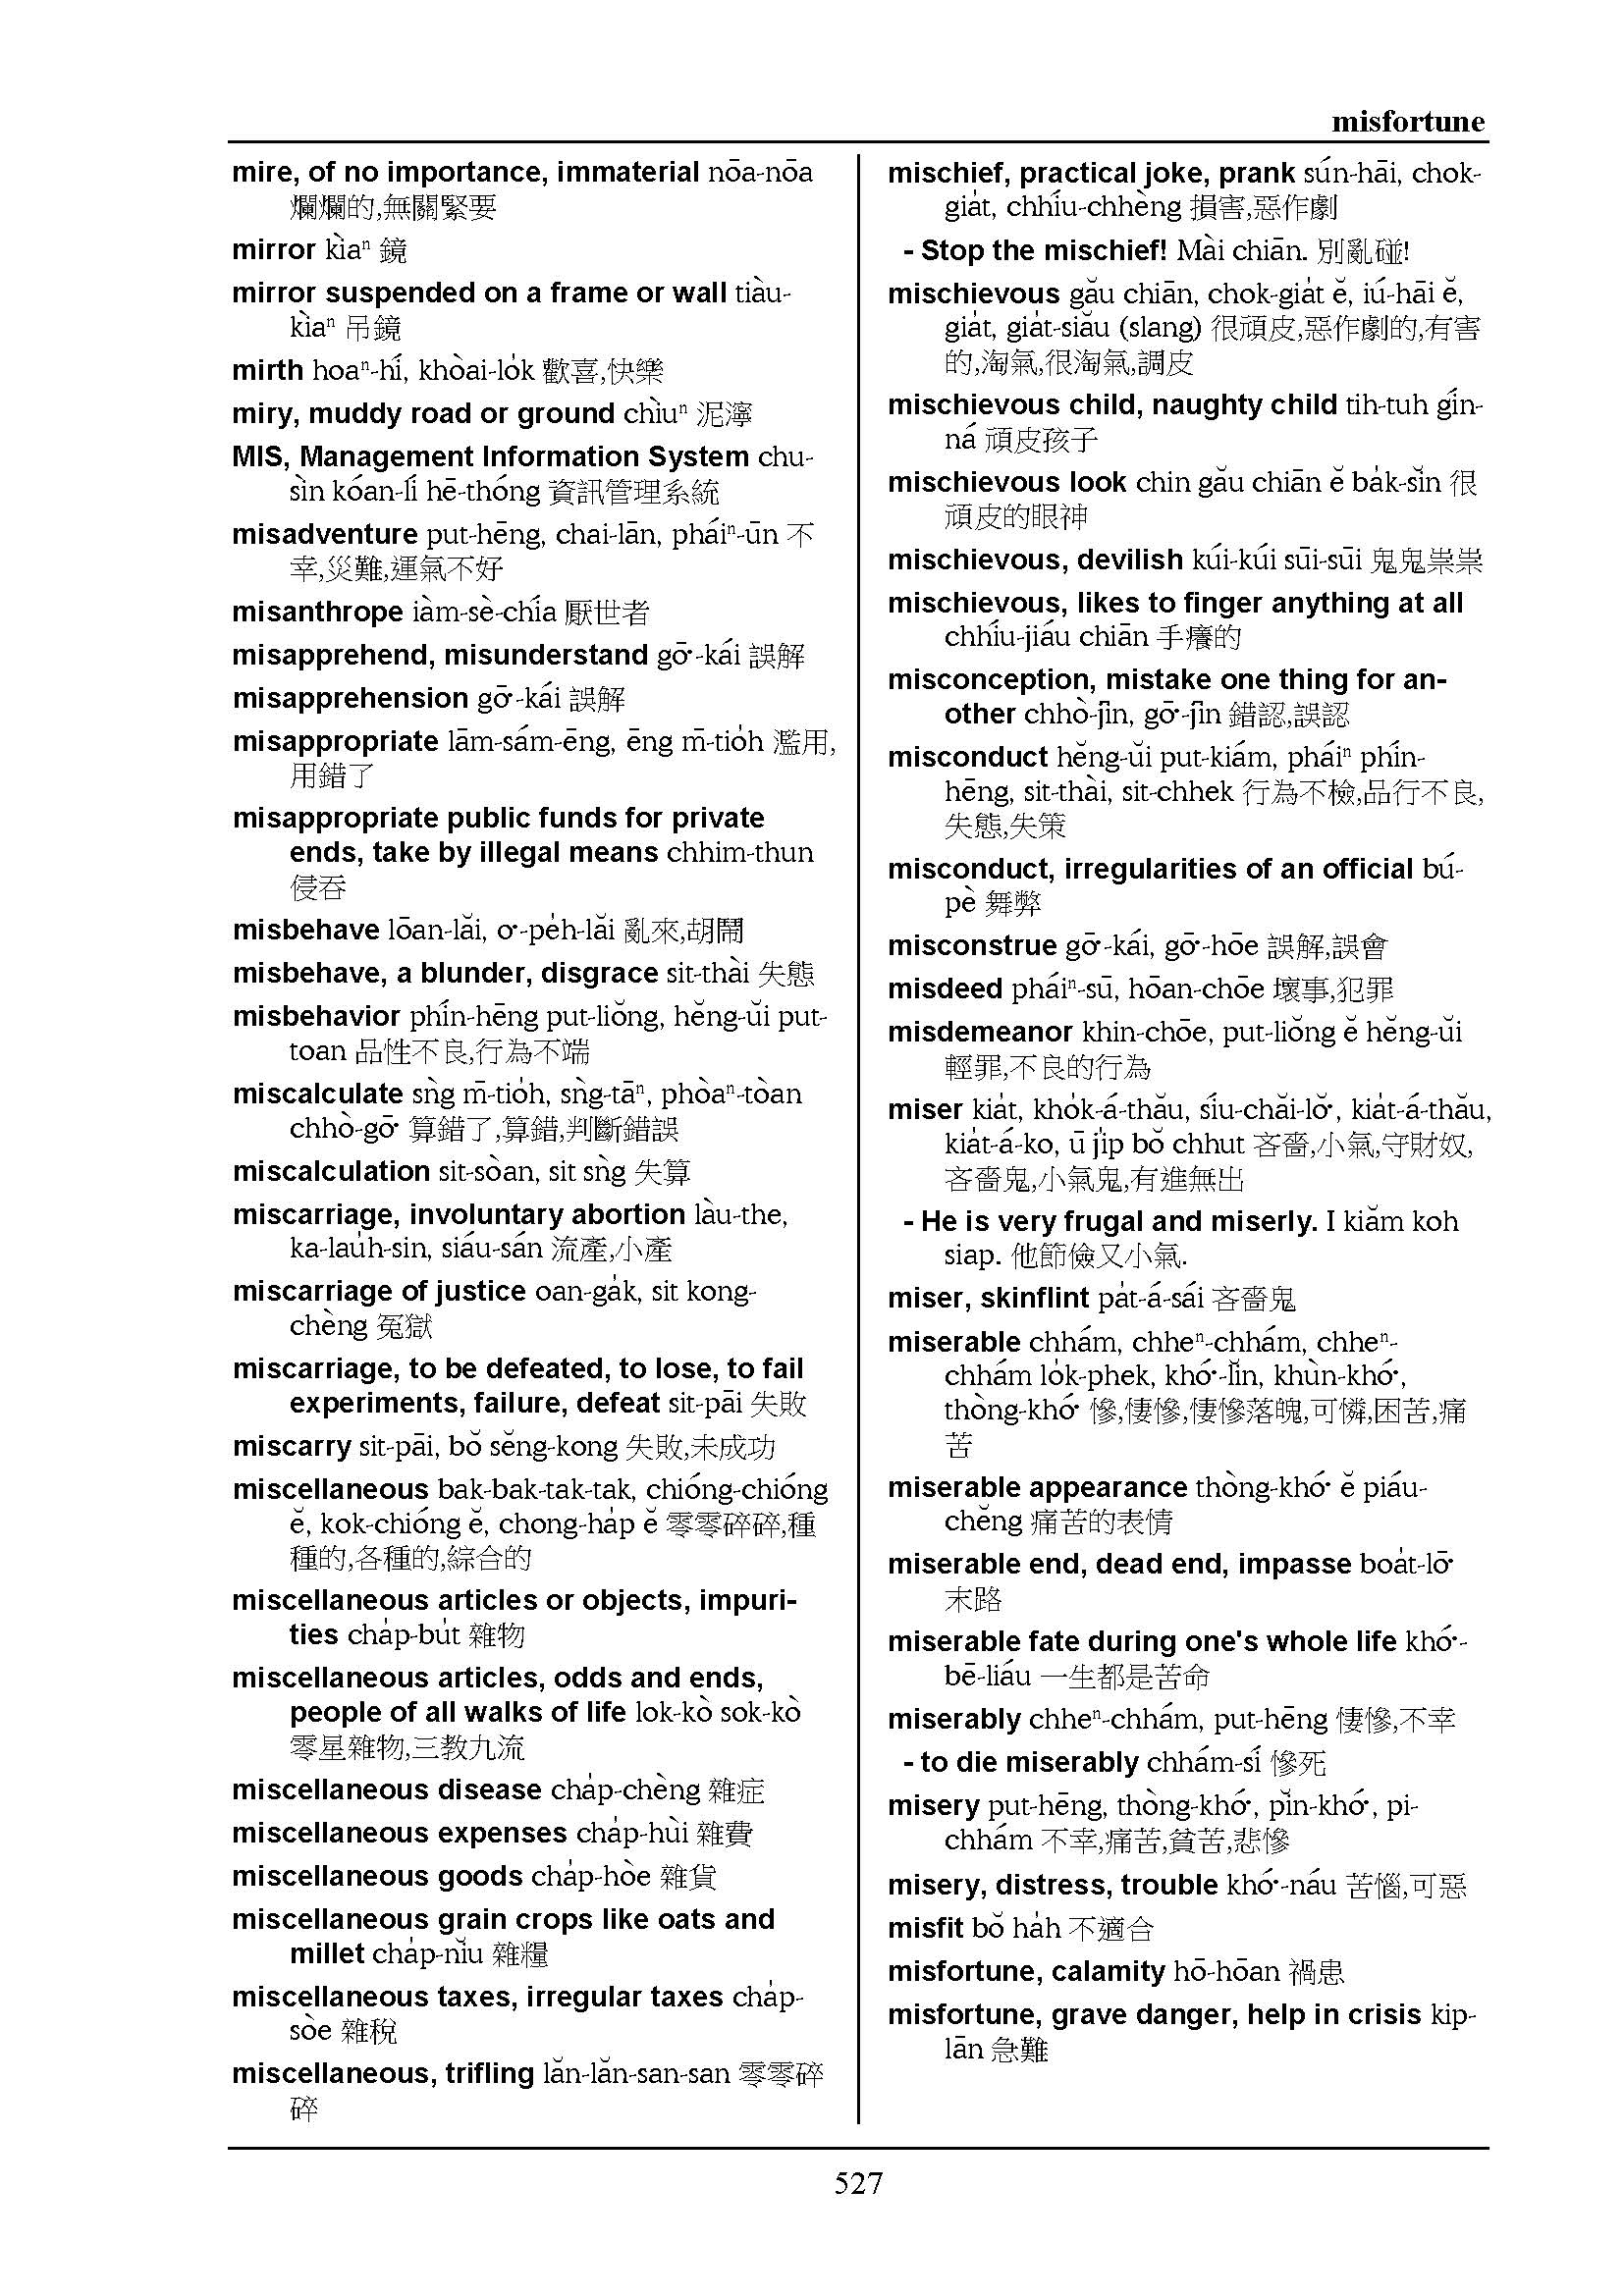 misfortune
mire, of no importance, immaterial nōa-nōa
爛爛的,無關緊要
mirror kìaⁿ 鏡
mirror suspended on a frame or wall tiàu-
kìaⁿ 吊鏡
mirth hoaⁿ-hí, khòai-lo̍k 歡喜,快樂
miry, muddy road or ground chìuⁿ 泥濘
MIS, Management Information System chu-
sìn kóan-lí hē-thóng 資訊管理系統
misadventure put-hēng, chai-lān, pháiⁿ-ūn 不
幸,災難,運氣不好
misanthrope iàm-sè-chía 厭世者
misapprehend, misunderstand gō͘-kái 誤解
misapprehension gō͘-kái 誤解
misappropriate lām-sám-ēng, ēng m̄-tio̍h 濫用,
用錯了
misappropriate public funds for private
ends, take by illegal means chhim-thun
侵吞
misbehave lōan-lăi, o͘-pe̍h-lăi 亂來,胡鬧
misbehave, a blunder, disgrace sit-thài 失態
misbehavior phín-hēng put-liŏng, hĕng-ŭi put-
toan 品性不良,行為不端
miscalculate sǹg m̄-tio̍h, sǹg-tāⁿ, phòaⁿ-tòan
chhò-gō͘ 算錯了,算錯,判斷錯誤
miscalculation sit-sòan, sit sǹg 失算
miscarriage, involuntary abortion làu-the,
ka-lau̍h-sin, siáu-sán 流產,小產
miscarriage of justice oan-ga̍k, sit kong-
chèng 冤獄
miscarriage, to be defeated, to lose, to fail
experiments, failure, defeat sit-pāi 失敗
miscarry sit-pāi, bŏ sĕng-kong 失敗,未成功
miscellaneous bak-bak-tak-tak, chióng-chióng
ĕ, kok-chióng ĕ, chong-ha̍p ĕ 零零碎碎,種
種的,各種的,綜合的
miscellaneous articles or objects, impuri-
ties cha̍p-bu̍t 雜物
miscellaneous articles, odds and ends,
people of all walks of life lok-kò sok-kò
零星雜物,三教九流
miscellaneous disease cha̍p-chèng 雜症
miscellaneous expenses cha̍p-hùi 雜費
miscellaneous goods cha̍p-hòe 雜貨
miscellaneous grain crops like oats and
millet cha̍p-nĭu 雜糧
miscellaneous taxes, irregular taxes cha̍p-
sòe 雜稅
miscellaneous, trifling lăn-lăn-san-san 零零碎
碎
mischief, practical joke, prank sún-hāi, chok-
gia̍t, chhíu-chhèng 損害,惡作劇
- Stop the mischief! Mài chiān. 別亂碰!
mischievous gău chiān, chok-gia̍t ĕ, iú-hāi ĕ,
gia̍t, gia̍t-siău (slang) 很頑皮,惡作劇的,有害
的,淘氣,很淘氣,調皮
mischievous child, naughty child tih-tuh gín-
ná 頑皮孩子
mischievous look chin gău chiān ĕ ba̍k-sĭn 很
頑皮的眼神
mischievous, devilish kúi-kúi sūi-sūi 鬼鬼祟祟
mischievous, likes to finger anything at all
chhíu-jiáu chiān 手癢的
misconception, mistake one thing for an-
other chhò-jīn, gō͘-jīn 錯認,誤認
misconduct hĕng-ŭi put-kiám, pháiⁿ phín-
hēng, sit-thài, sit-chhek 行為不檢,品行不良,
失態,失策
misconduct, irregularities of an official bú-
pè 舞弊
misconstrue gō͘-kái, gō͘-hōe 誤解,誤會
misdeed pháiⁿ-sū, hōan-chōe 壞事,犯罪
misdemeanor khin-chōe, put-liŏng ĕ hĕng-ŭi
輕罪,不良的行為
miser kia̍t, kho̍k-á-thău, síu-chăi-lŏ͘, kia̍t-á-thău,
kia̍t-á-ko, ū ji̍p bŏ chhut 吝嗇,小氣,守財奴,
吝嗇鬼,小氣鬼,有進無出
- He is very frugal and miserly. I kiăm koh
siap. 他節儉又小氣.
miser, skinflint pa̍t-á-sái 吝嗇鬼
miserable chhám, chheⁿ-chhám, chheⁿ-
chhám lo̍k-phek, khó͘-lĭn, khùn-khó͘,
thòng-khó͘ 慘,悽慘,悽慘落魄,可憐,困苦,痛
苦
miserable appearance thòng-khó͘ ĕ piáu-
chĕng 痛苦的表情
miserable end, dead end, impasse boa̍t-lō͘
末路
miserable fate during one's whole life khó͘-
bē-liáu 一生都是苦命
miserably chheⁿ-chhám, put-hēng 悽慘,不幸
- to die miserably chhám-sí 慘死
misery put-hēng, thòng-khó͘, pĭn-khó͘, pi-
chhám 不幸,痛苦,貧苦,悲慘
misery, distress, trouble khó͘-náu 苦惱,可惡
misfit bŏ ha̍h 不適合
misfortune, calamity hō-hōan 禍患
misfortune, grave danger, help in crisis kip-
lān 急難
527